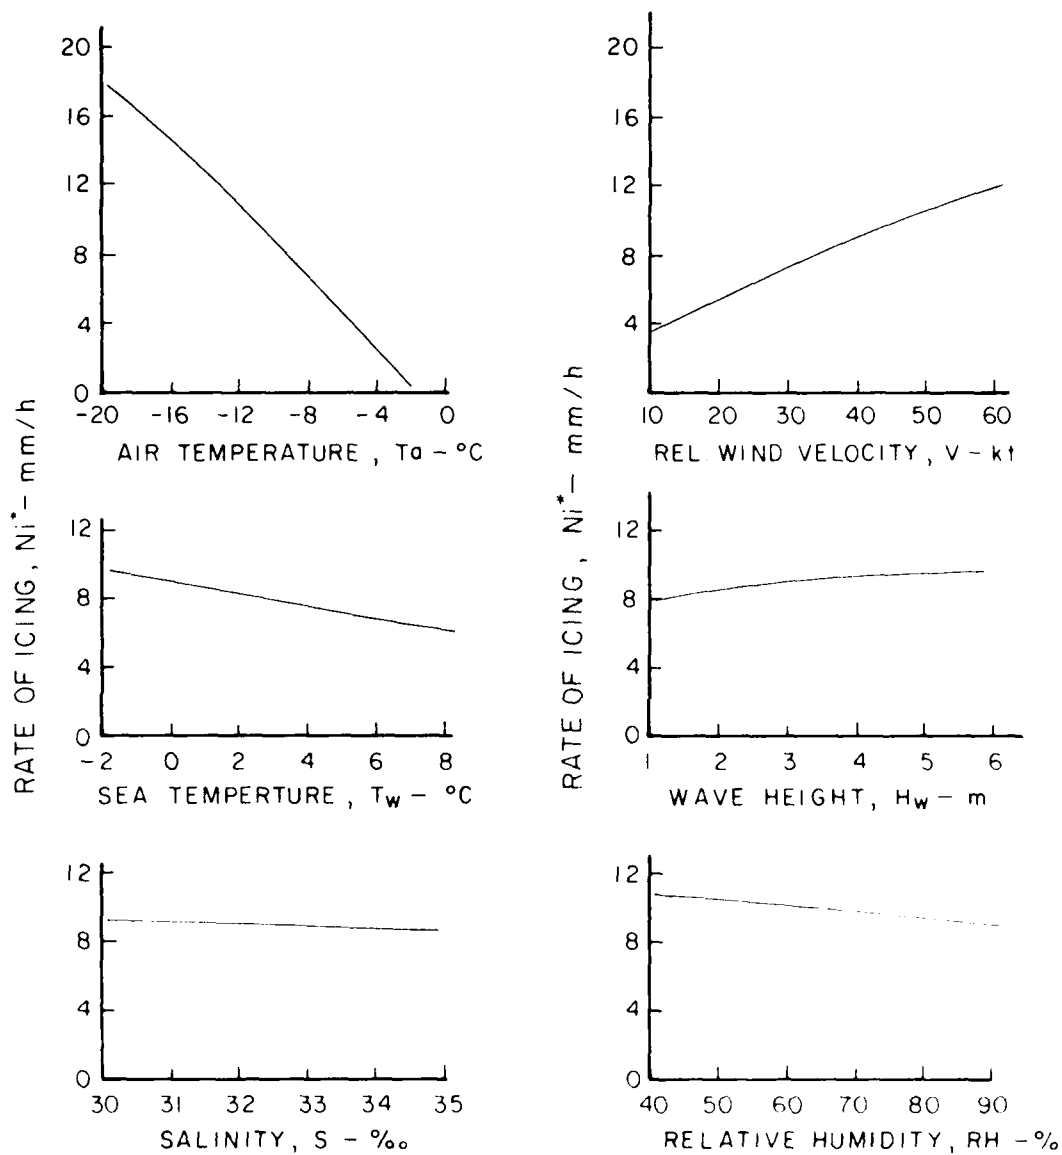 20
16
12
8
4
0
-20 -16 -12 -8 -4 0
AIR TEMPERATURE, Ta - °C
20
16
12
8
4
10 20 30 40 50 60
REL. WIND VELOCITY, V - kt
RATE OF ICING, Ni* - mm/h
12
8
4
0
-2 0 2 4 6 8
SEA TEMPERTURE, Tw - °C
RATE OF ICING, Ni* - mm/h
12
8
4
0
1 2 3 4 5 6
WAVE HEIGHT, Hw - m
12
8
4
0
30 31 32 33 34 35
SALINITY, S - ‰
12
8
4
0
40 50 60 70 80 90
RELATIVE HUMIDITY, RH - %